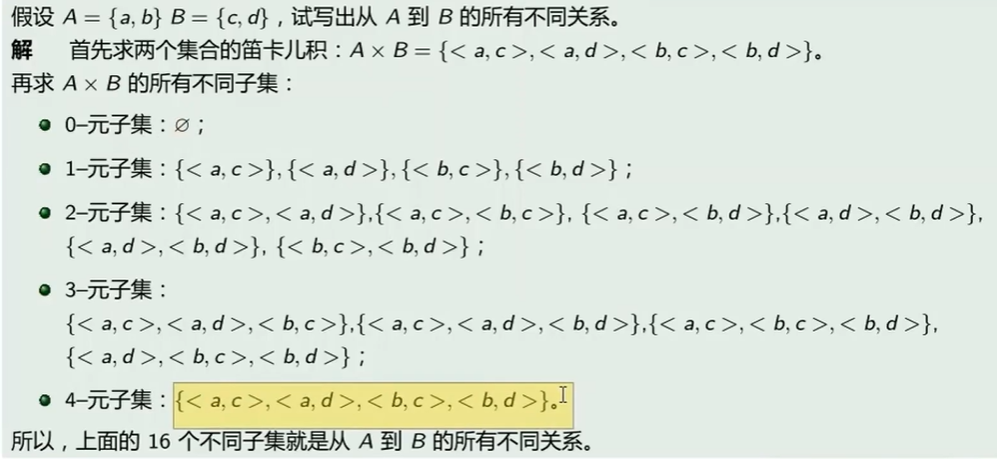 假设 A = {a, b} B = {c, d}，试写出从 A 到 B 的所有不同关系。
解 首先求两个集合的笛卡儿积：A × B = {< a, c >, < a, d >, < b, c >, < b, d >}。
再求 A × B 的所有不同子集：
0–元子集：∅；
1–元子集：{< a, c >}, {< a, d >}, {< b, c >}, {< b, d >}；
2–元子集：{< a, c >, < a, d >},{< a, c >, < b, c >}, {< a, c >, < b, d >},{< a, d >, < b, d >},
{< a, d >, < b, d >}, {< b, c >, < b, d >}；
3–元子集：
{< a, c >, < a, d >, < b, c >},{< a, c >, < a, d >, < b, d >},{< a, c >, < b, c >, < b, d >},
{< a, d >, < b, c >, < b, d >}；
4–元子集：{< a, c >, < a, d >, < b, c >, < b, d >}。
所以，上面的 16 个不同子集就是从 A 到 B 的所有不同关系。